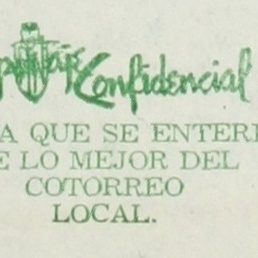 Confidencial
A QUE SE ENTERE
E LO MEJOR DEL
COTORREO
LOCAL.